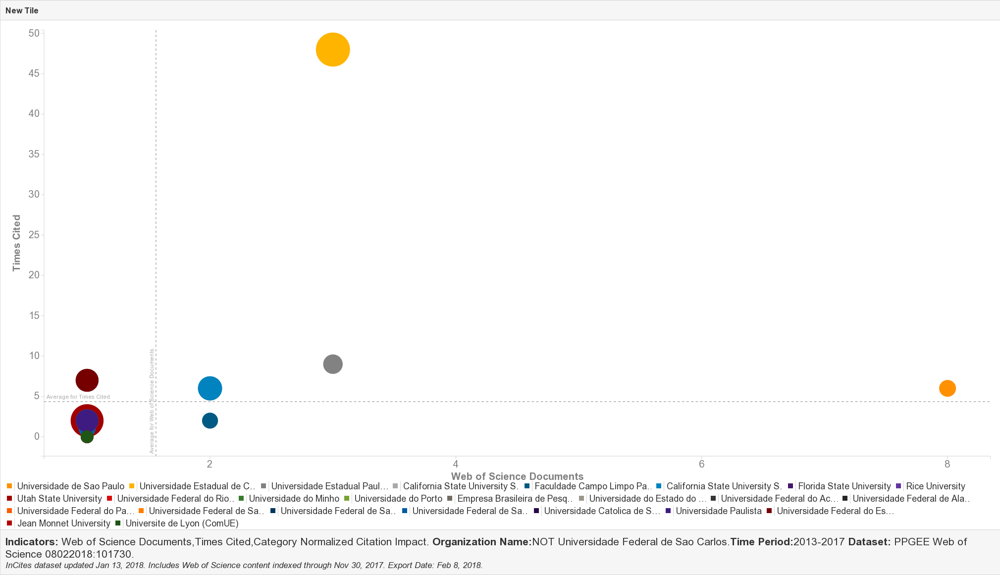 New Tile
50
45
40
35
30
25
20
15
10
5
0
Times Cited
Average for Times Cited
Average for Web of Science Documents
2 4 6 8
Web of Science Documents
Universidade de Sao Paulo Universidade Estadual de C.. Universidade Estadual Paul... California State University S. Faculdade Campo Limpo Pa.. California State University S. Florida State University Rice University
Utah State University Universidade Federal do Rio.. Universidade do Minho Universidade do Porto Empresa Brasileira de Pesq.. Universidade do Estado do ... Universidade Federal do Ac... Universidade Federal de Ala..
Universidade Federal do Pa... Universidade Federal de Sa.. Universidade Federal de Sa.. Universidade Federal de Sa.. Universidade Catolica de S... Universidade Paulista Universidade Federal do Es...
Jean Monnet University Universite de Lyon (ComUE)
Indicators: Web of Science Documents,Times Cited,Category Normalized Citation Impact. Organization Name:NOT Universidade Federal de Sao Carlos.Time Period:2013-2017 Dataset: PPGEE Web of
Science 08022018:101730.
InCites dataset updated Jan 13, 2018. Includes Web of Science content indexed through Nov 30, 2017. Export Date: Feb 8, 2018.